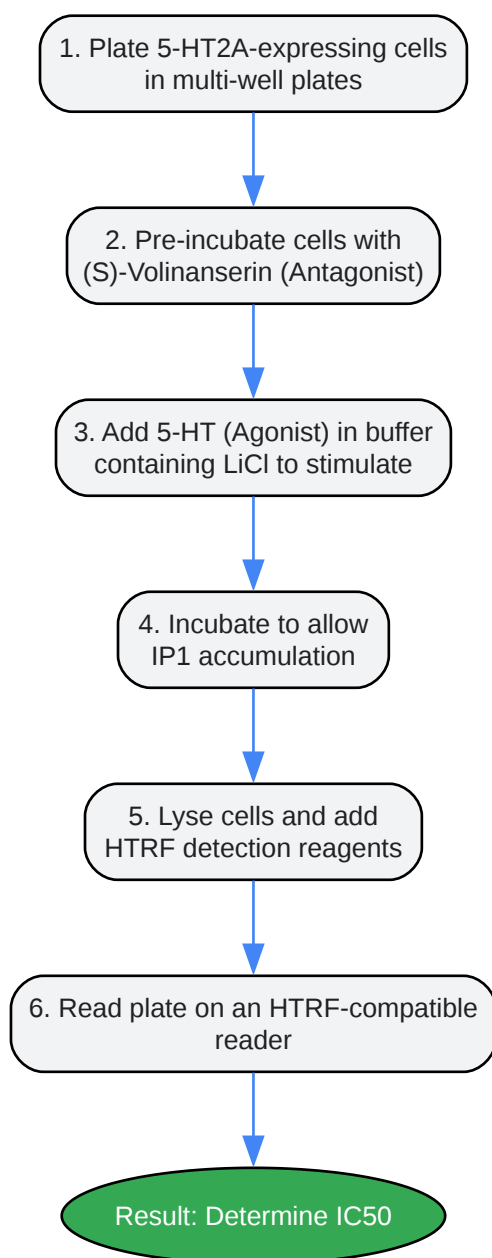 1. Plate 5-HT2A-expressing cells
in multi-well plates
2. Pre-incubate cells with
(S)-Volinanserin (Antagonist)
3. Add 5-HT (Agonist) in buffer
containing LiCl to stimulate
4. Incubate to allow
IP1 accumulation
5. Lyse cells and add
HTRF detection reagents
6. Read plate on an HTRF-compatible
reader
Result: Determine IC50